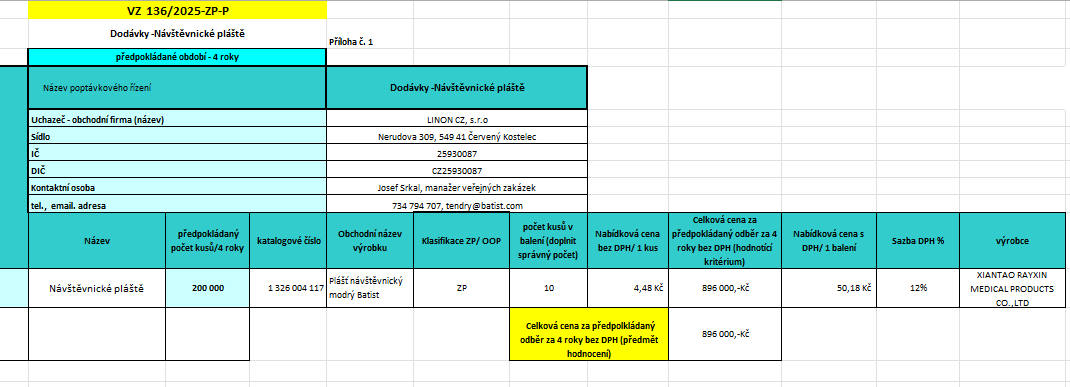 VZ 136/2025-ZP-P
Dodávky -Návštěvnické pláště
Příloha č. 1
předpokládané období - 4 roky
Název poptávkového řízení
Dodávky -Návštěvnické pláště
Uchazeč - obchodní firma (název)
LINON CZ, s.r.o
Sídlo
Nerudova 309, 549 41 Červený Kostelec
IČ
25930087
DIČ
CZ25930087
Kontaktní osoba
Josef Srkal, manažer veřejných zakázek
tel., email. adresa
734 794 707, tendry@batist.com
Název
předpokládaný
počet kusů/4 roky
katalogové číslo
Obchodní název
výrobku
Klasifikace ZP/ OOP
počet kusů v
balení (doplnit
správný počet)
Nabídková cena
bez DPH/ 1 kus
Celková cena za
předpokládaný odběr za 4
roky bez DPH (hodnotící
kritérium)
Nabídková cena s
DPH/ 1 balení
Sazba DPH %
výrobce
Návštěvnické pláště
200 000
1 326 004 117
Plášť návštěvnický
modrý Batist
ZP
10
4,48 Kč
896 000,-Kč
50,18 Kč
12%
XIANTAO RAYXIN
MEDICAL PRODUCTS
CO.,LTD
Celková cena za předpolkládaný
odběr za 4 roky bez DPH (předmět
hodnocení)
896 000,-Kč